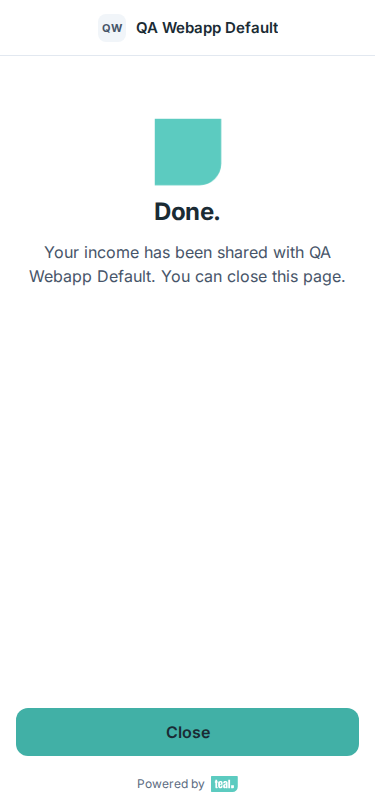 QW QA Webapp Default
Done.
Your income has been shared with QA
Webapp Default. You can close this page.
Close
Powered by teal.